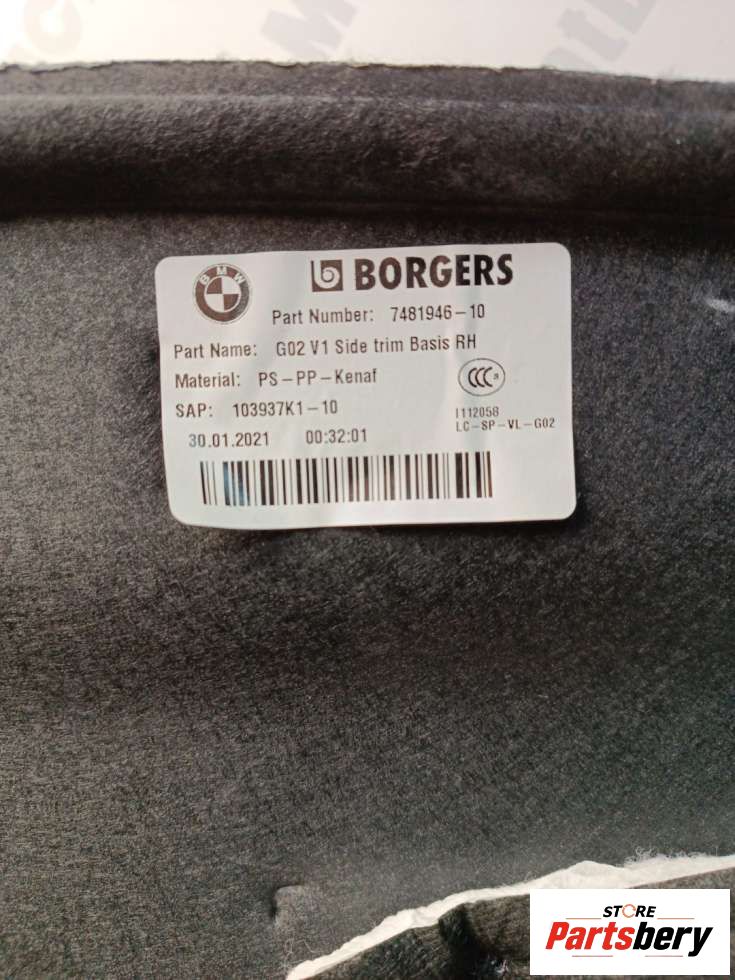 BMW
BORGERS
Part Number: 7481946-10
Part Name: G02 V1 Side trim Basis RH
Material: PS-PP-Kenaf
CCC S
SAP: 103937K1-10
I112058
LC-SP-VL-G02
30.01.2021 00:32:01
STORE
Partsbery